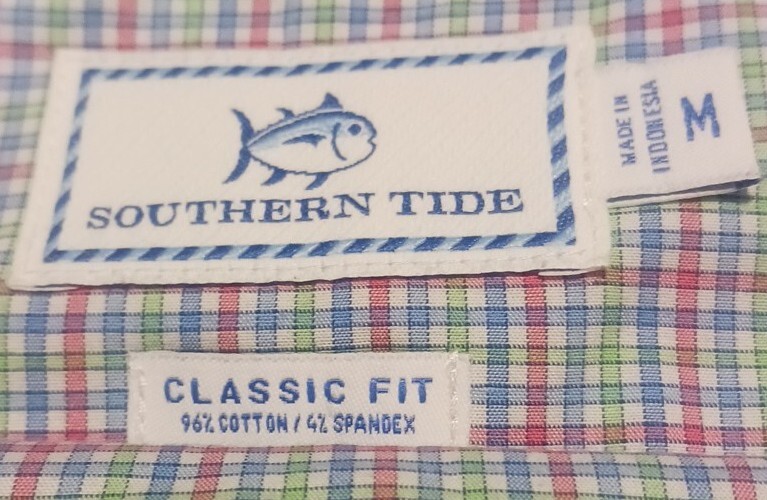 SOUTHERN TIDE
MADE IN
INDONESIA
M
CLASSIC FIT
96% COTTON / 4% SPANDEX